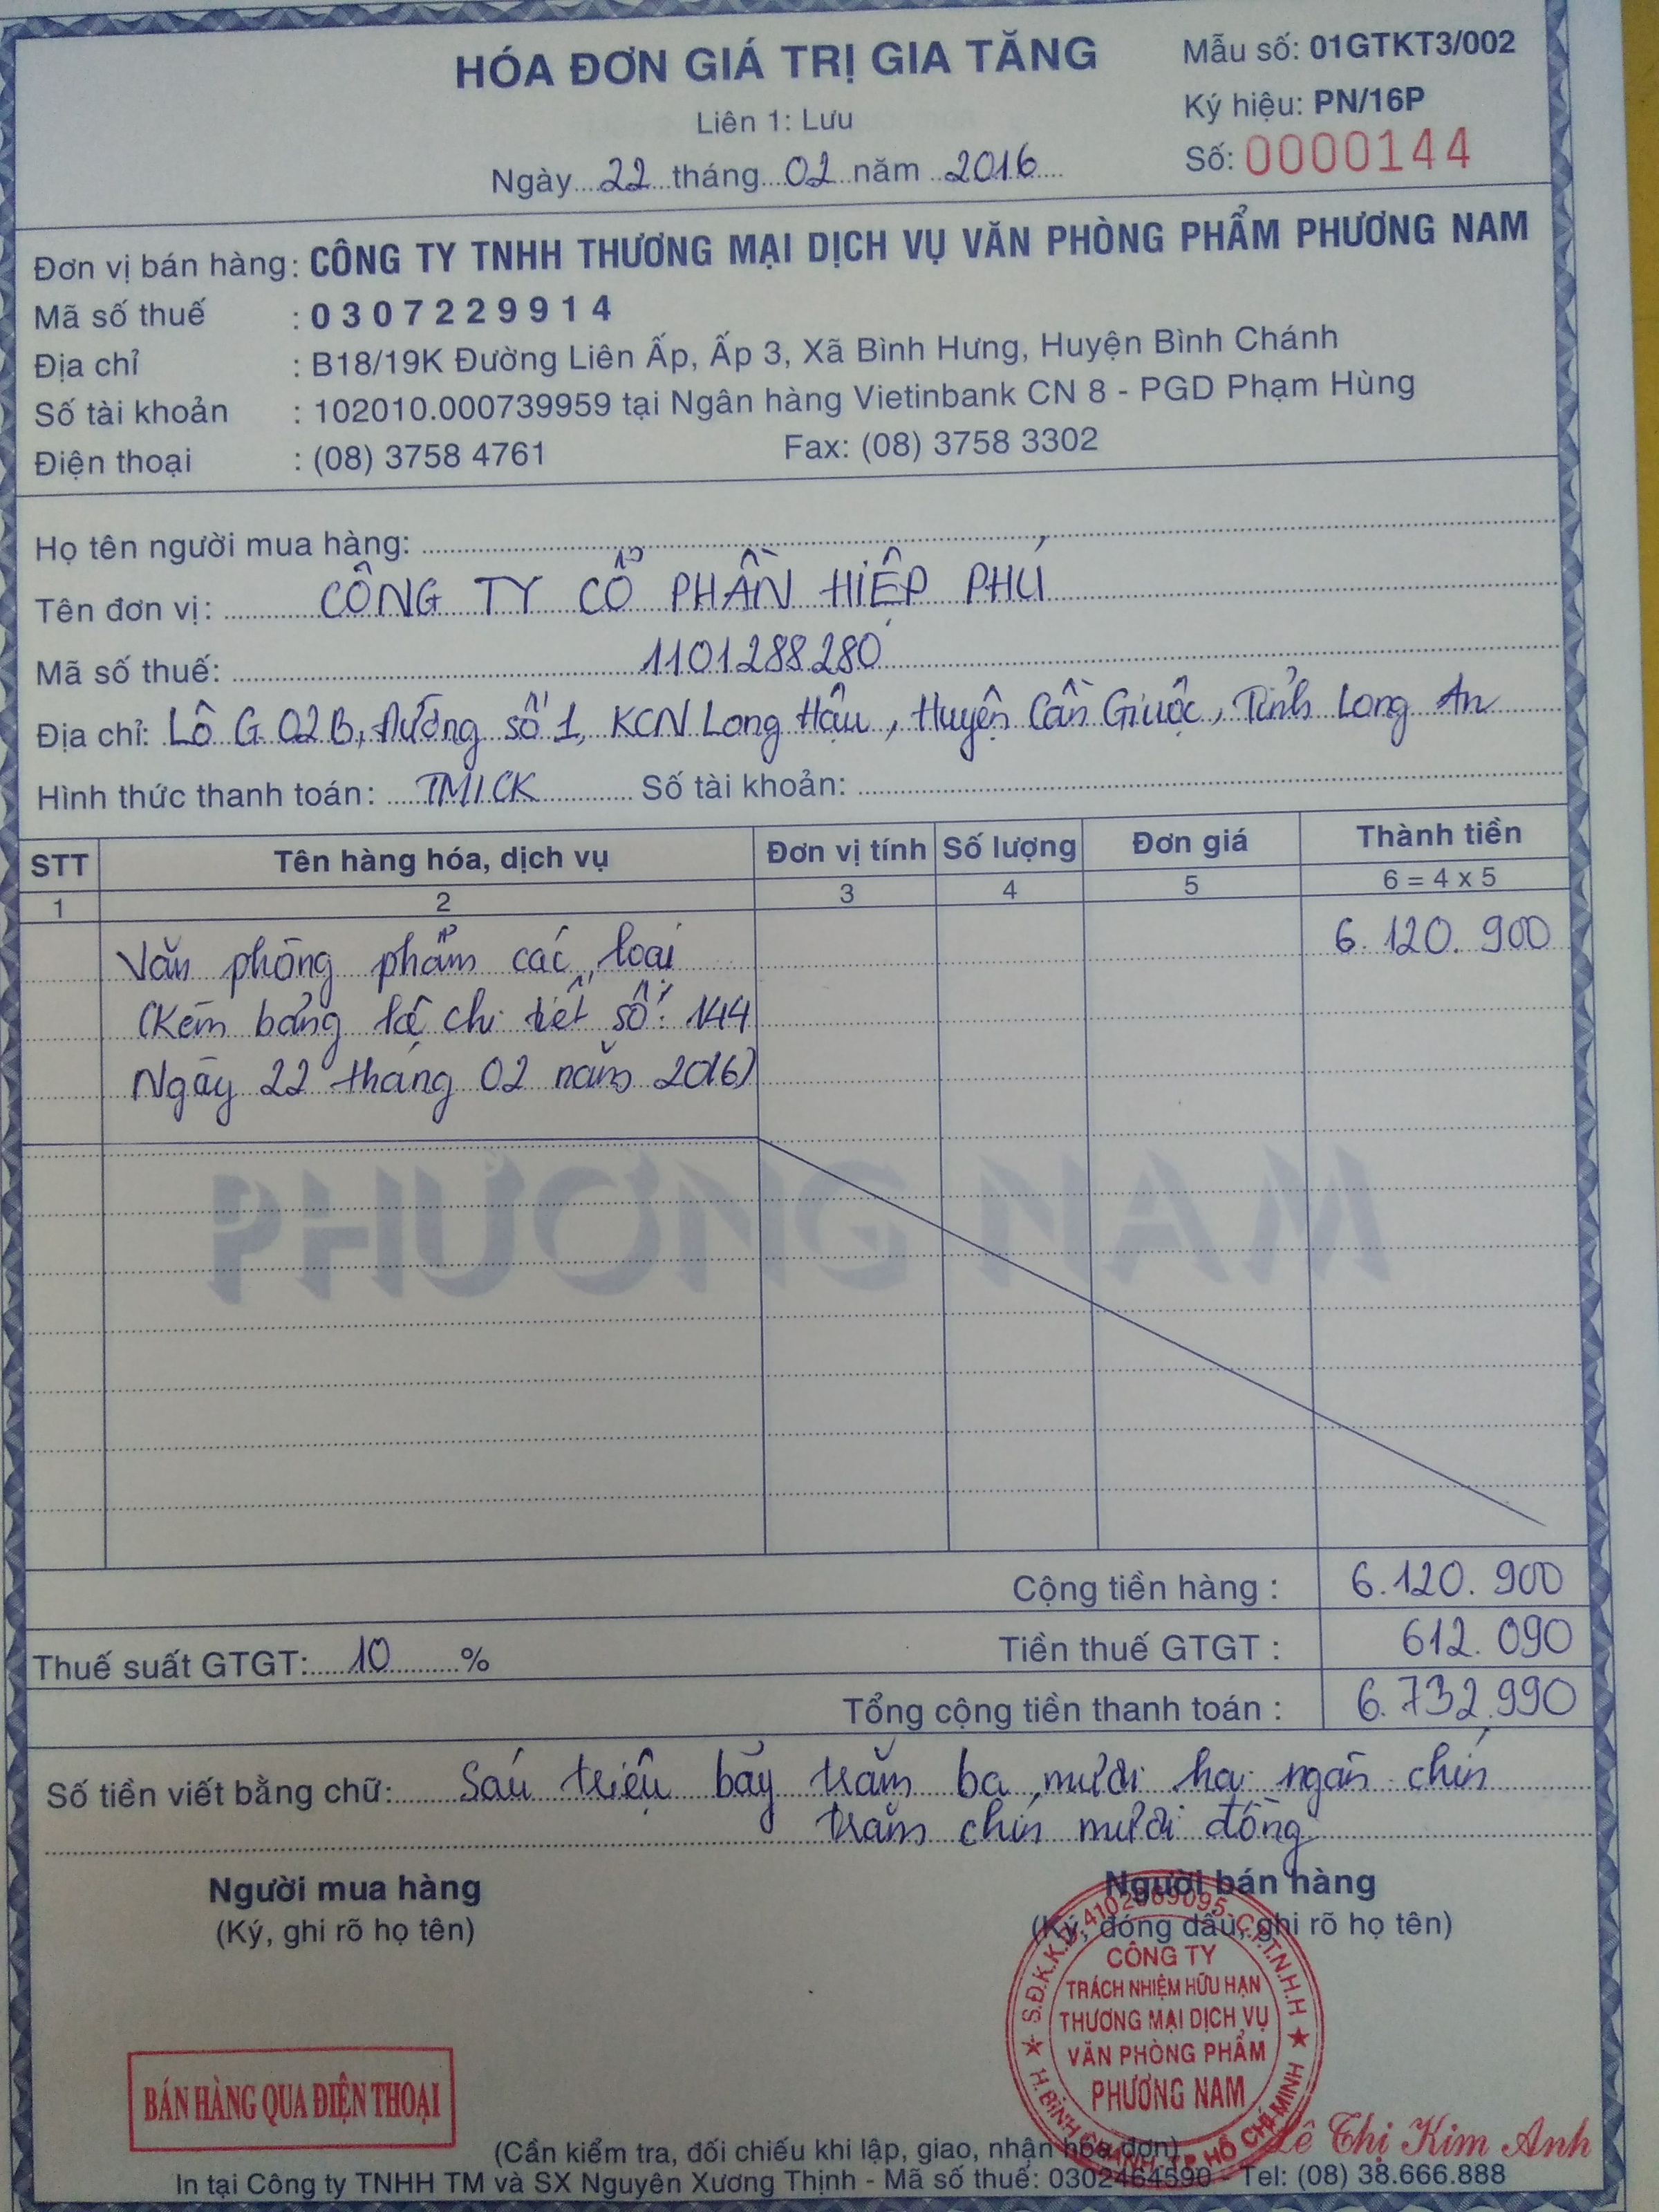 HÓA ĐƠN GIÁ TRỊ GIA TĂNG
Liên 1: Lưu
Ngày 22 tháng 02 năm 2016
Mẫu số: 01GTKT3/002
Ký hiệu: PN/16P
Số: 0000144
Đơn vị bán hàng: CÔNG TY TNHH THƯƠNG MẠI DỊCH VỤ VĂN PHÒNG PHẨM PHƯƠNG NAM
Mã số thuế : 0307229914
Địa chỉ : B18/19K Đường Liên Ấp, Ấp 3, Xã Bình Hưng, Huyện Bình Chánh
Số tài khoản : 102010.000739959 tại Ngân hàng Vietinbank CN 8 - PGD Phạm Hùng
Điện thoại : (08) 3758 4761 Fax: (08) 3758 3302
Họ tên người mua hàng:
Tên đơn vị: CÔNG TY CỔ PHẦN HIỆP PHÚ
Mã số thuế: 1101288280
Địa chỉ: Lô G 02B, Đường số 1, KCN Long Hậu, Huyện Cần Giuộc, Tỉnh Long An
Hình thức thanh toán: TM/CK Số tài khoản:
STT Tên hàng hóa, dịch vụ Đơn vị tính Số lượng Đơn giá Thành tiền
1 2 3 4 5 6 = 4 x 5
Văn phòng phẩm các loại 6.120.900
(Kèm bảng kê chi tiết số: 144
Ngày 22 tháng 02 năm 2016)
PHƯƠNG NAM
Cộng tiền hàng : 6.120.900
Thuế suất GTGT: 10 % Tiền thuế GTGT : 612.090
Tổng cộng tiền thanh toán : 6.732.990
Số tiền viết bằng chữ: Sáu triệu bảy trăm ba mươi hai ngàn chín
trăm chín mươi đồng
Người mua hàng
(Ký, ghi rõ họ tên)
Người bán hàng
(Ký, đóng dấu, ghi rõ họ tên)
S.Đ.K.K.D: 4102069095 - C.T.T.N.H.H
CÔNG TY
TRÁCH NHIỆM HỮU HẠN
THƯƠNG MẠI DỊCH VỤ
VĂN PHÒNG PHẨM
PHƯƠNG NAM
H. BÌNH CHÁNH - T.P HỒ CHÍ MINH
BÁN HÀNG QUA ĐIỆN THOẠI
Lê Thị Kim Anh
(Cần kiểm tra, đối chiếu khi lập, giao, nhận hóa đơn)
In tại Công ty TNHH TM và SX Nguyên Xương Thịnh - Mã số thuế: 0302464590 - Tel: (08) 38.666.888